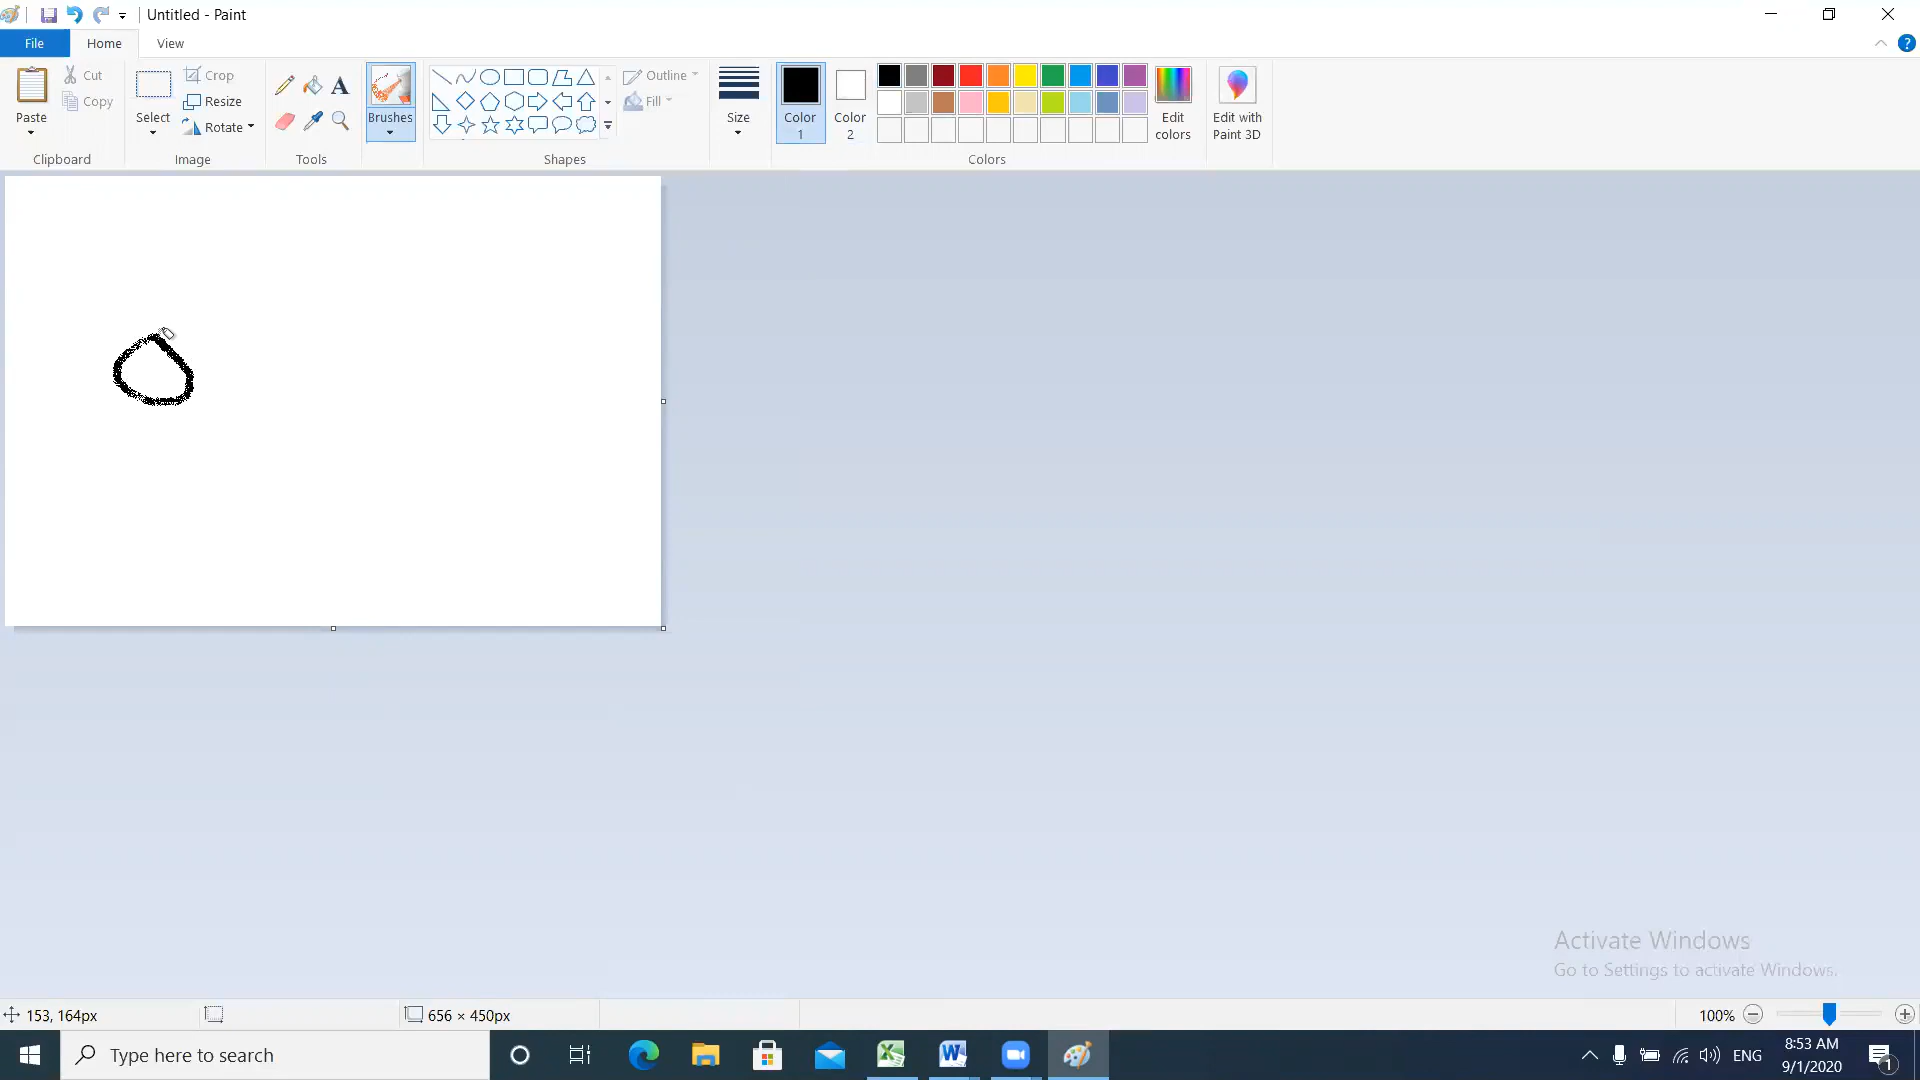 Untitled - Paint
File
Home
View
Paste
Cut
Copy
Clipboard
Select
Crop
Resize
Rotate
Image
A
Tools
Brushes
Shapes
Outline
Fill
Size
Color
1
Color
2
Colors
Edit
colors
Edit with
Paint 3D
?
Activate Windows
Go to Settings to activate Windows.
153, 164px
656 × 450px
100%
Type here to search
ENG
8:53 AM
9/1/2020
1